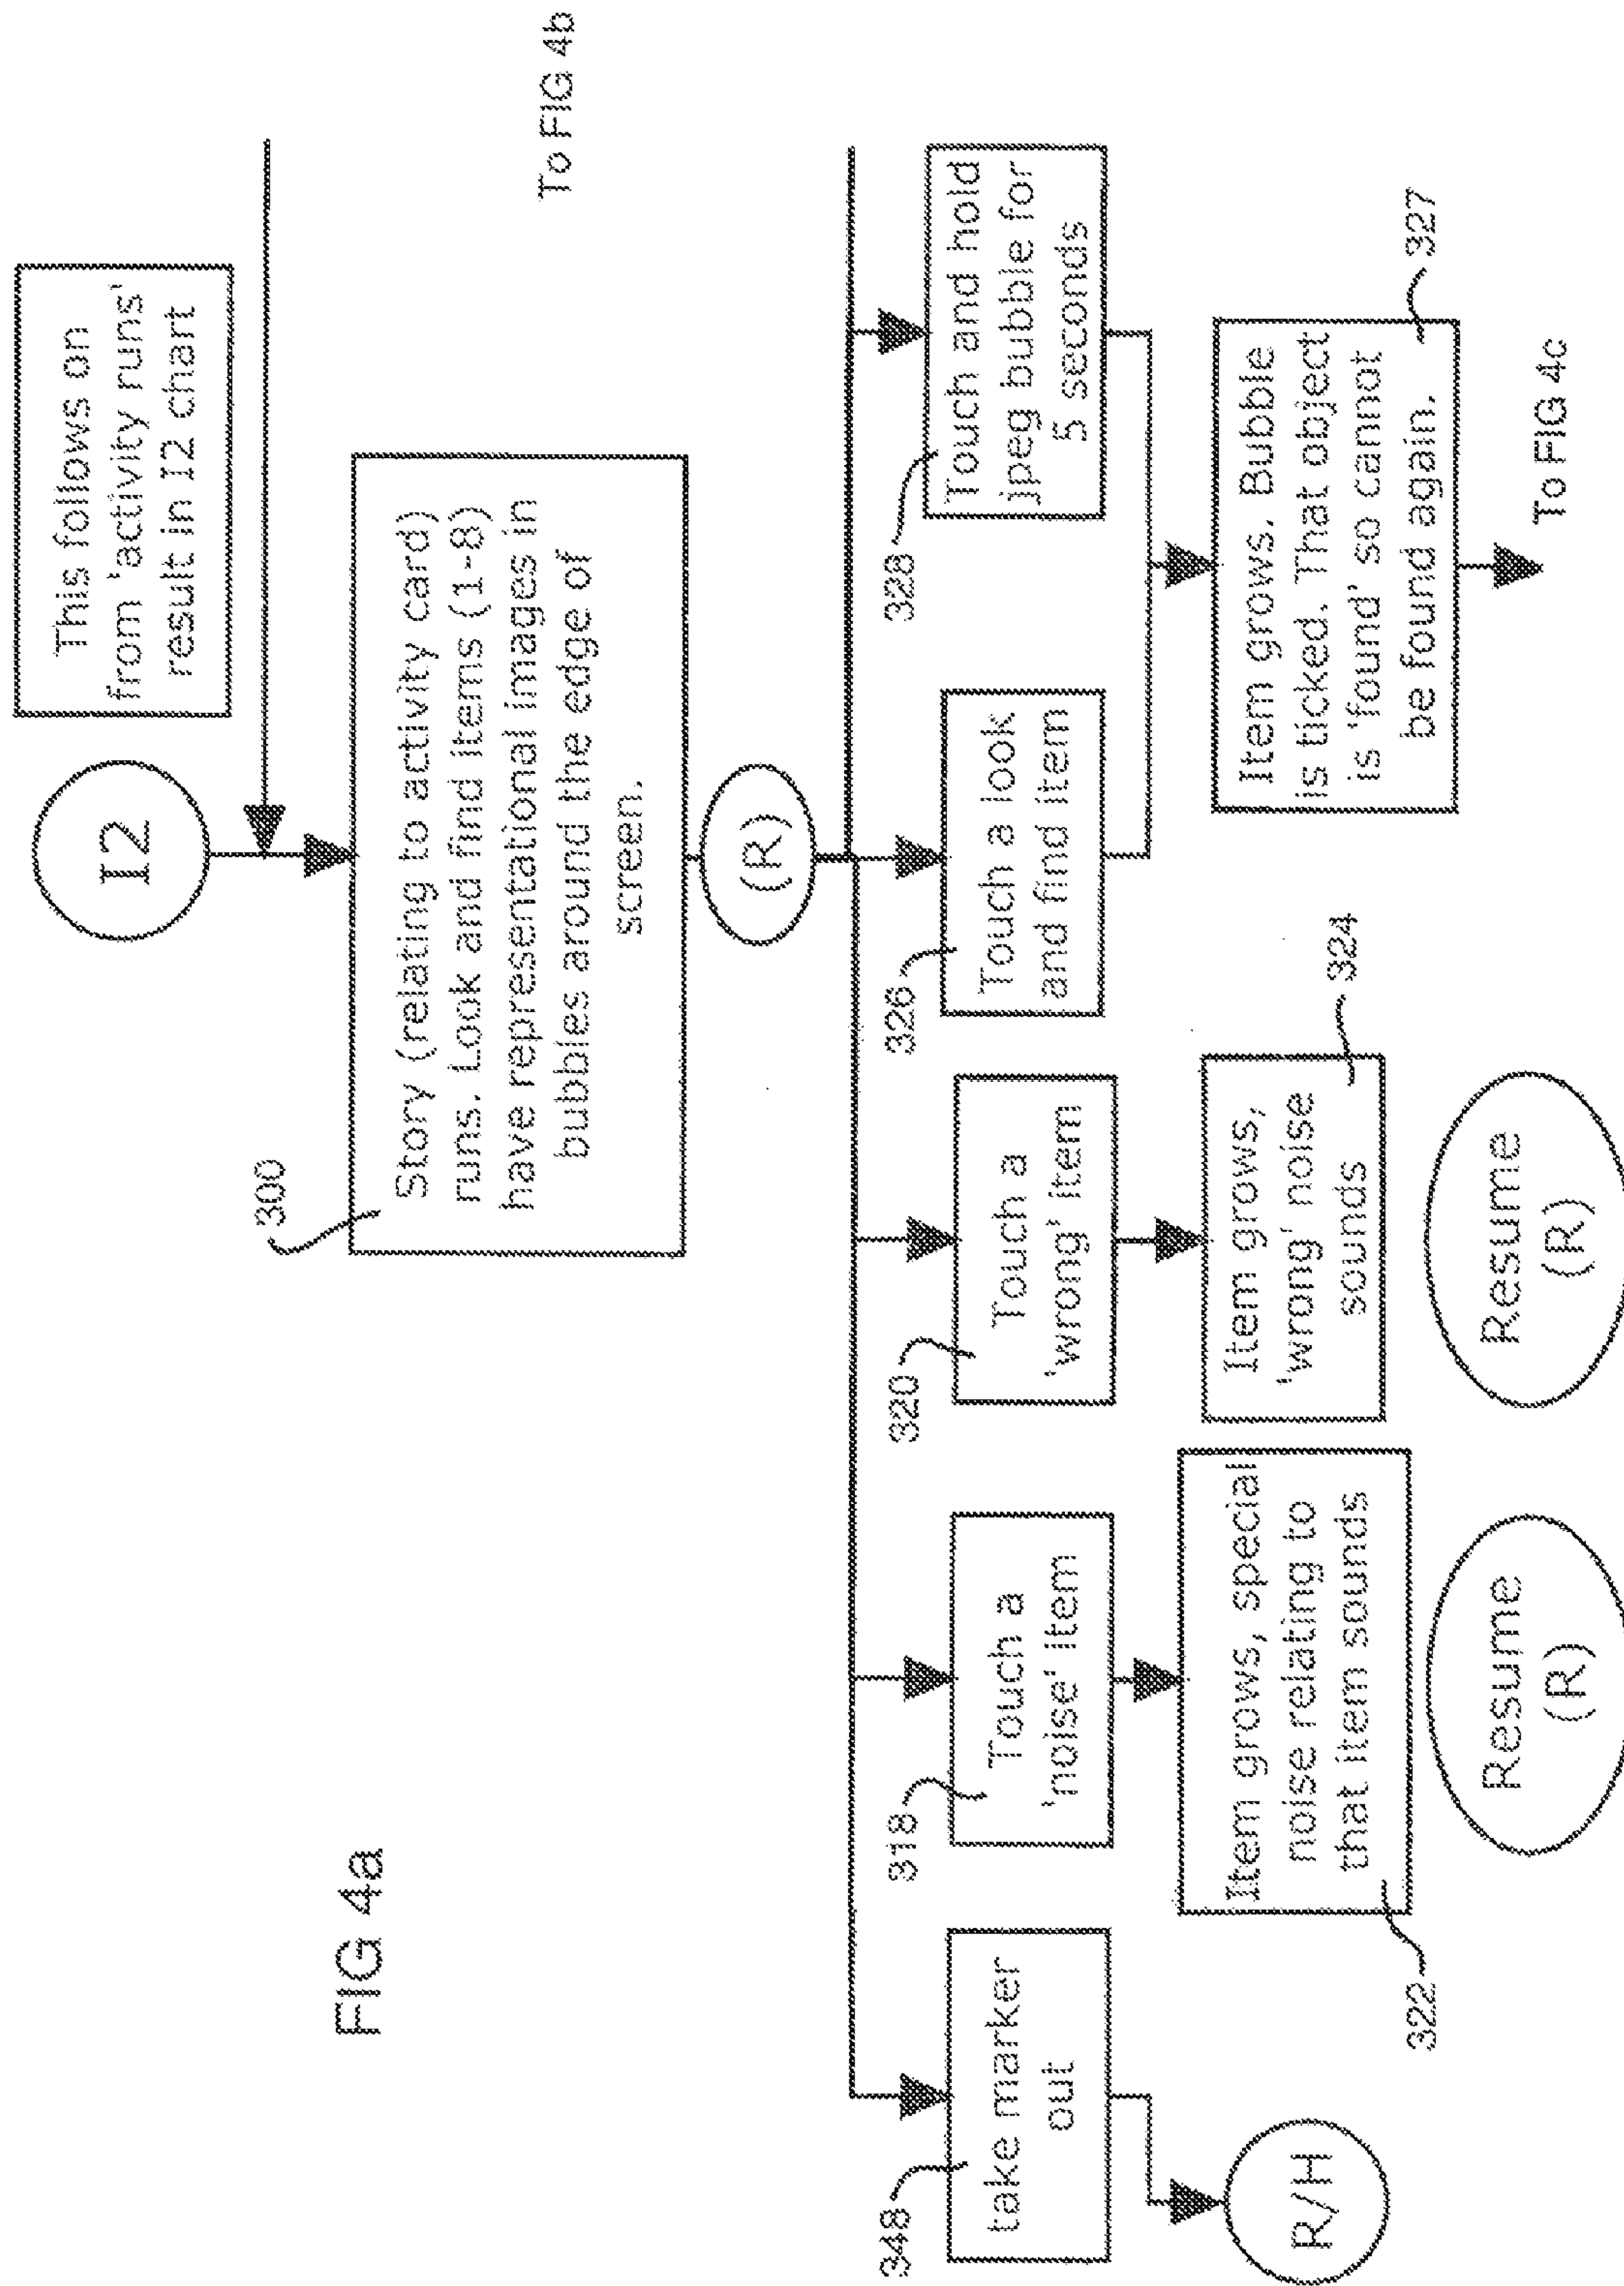 FIG 4a
I2
This follows on
from 'activity runs'
result in I2 chart
300
Story (relating to activity card)
runs. Look and find items (1-8)
have representational images in
bubbles around the edge of
screen.
To FIG 4b
(R)
348
take marker
out
R/H
318
Touch a
'noise' item
322
Item grows, special
noise relating to
that item sounds
Resume
(R)
320
Touch a
'wrong' item
324
Item grows,
'wrong' noise
sounds
Resume
(R)
326
Touch a look
and find item
328
Touch and hold
jpeg bubble for
5 seconds
327
Item grows. Bubble
is ticked. That object
is 'found' so cannot
be found again.
To FIG 4c